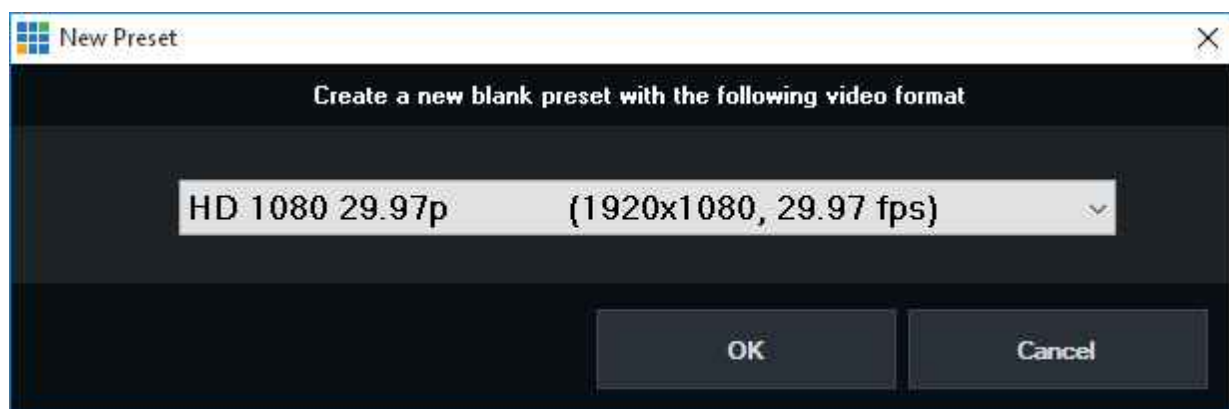 New Preset
Create a new blank preset with the following video format
HD 1080 29.97p (1920x1080, 29.97 fps)
OK Cancel